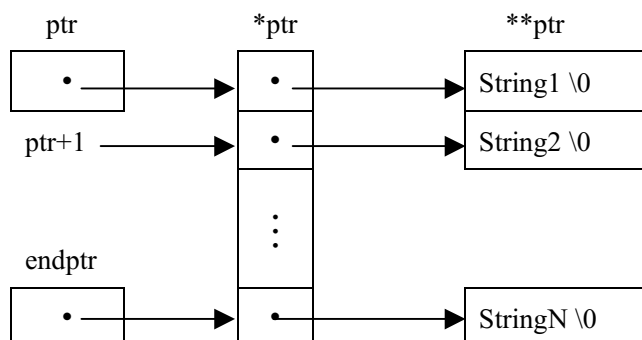 ptr *ptr **ptr
String1 \0
ptr+1 String2 \0
endptr
StringN \0